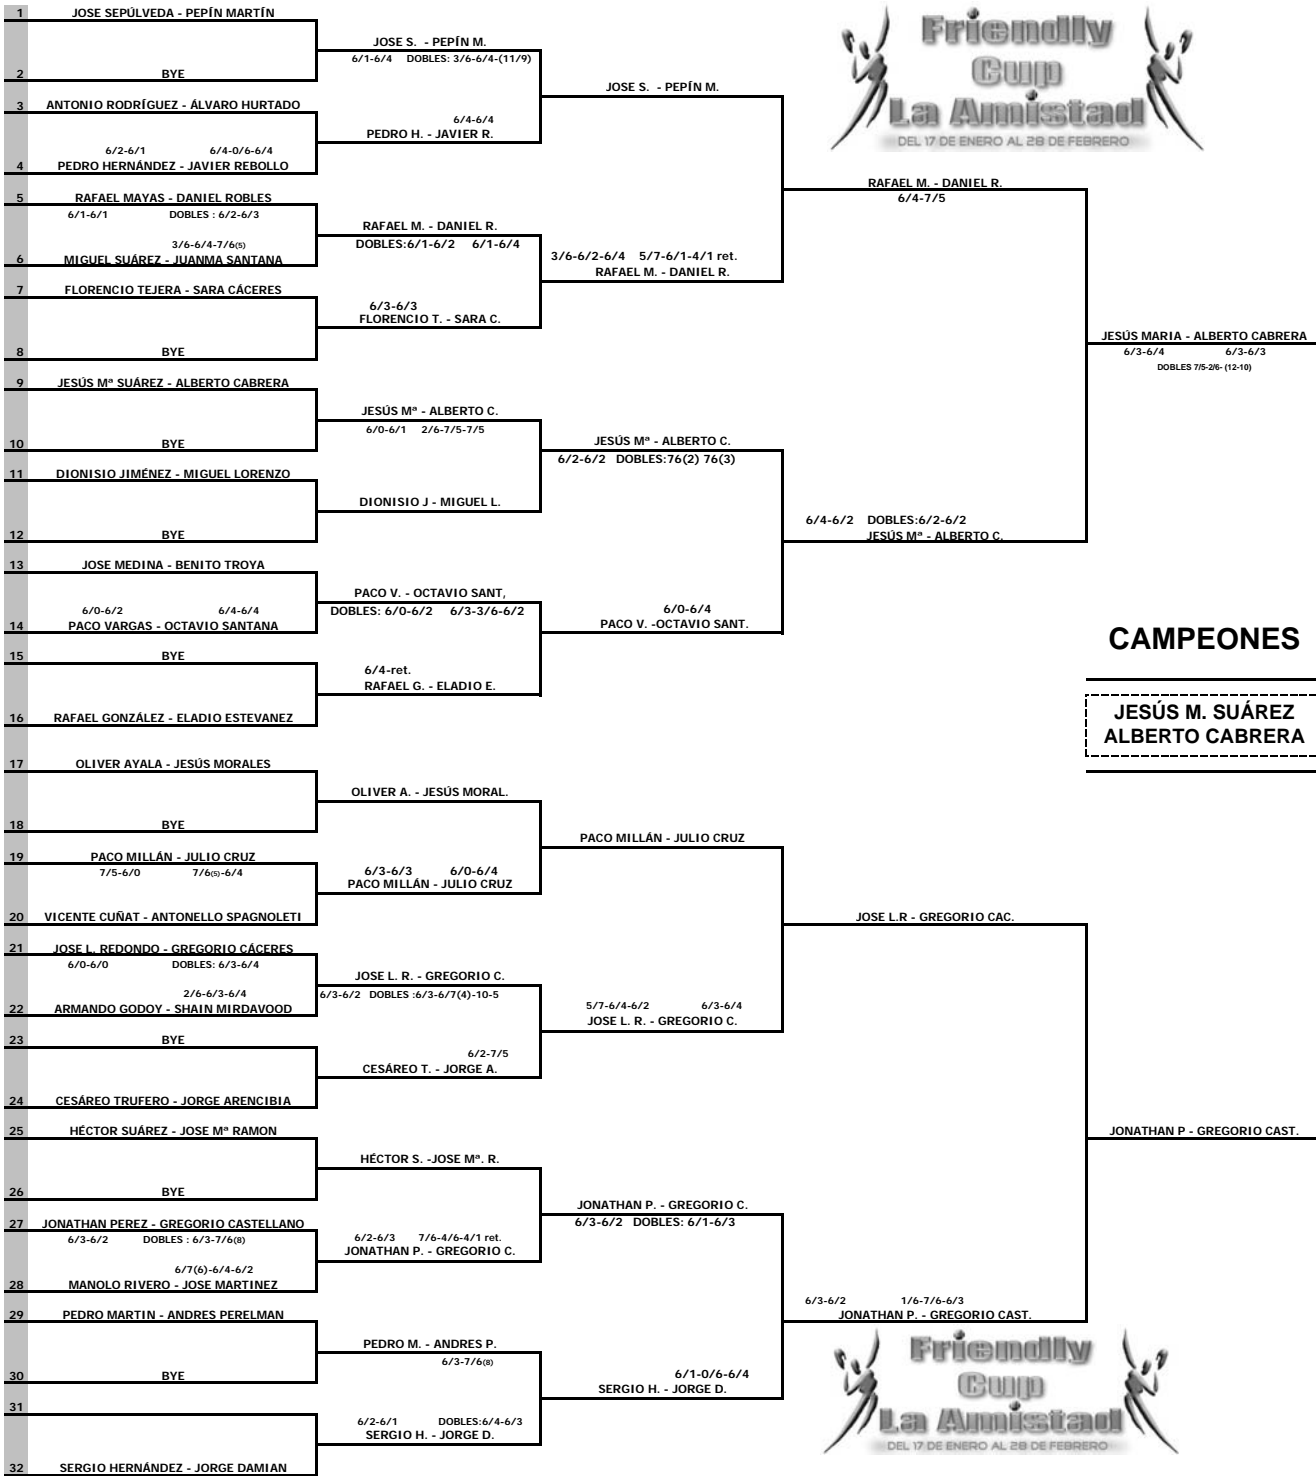 1 JOSE SEPÚLVEDA - PEPÍN MARTÍN
JOSE S. - PEPÍN M.
6/1-6/4 DOBLES: 3/6-6/4-(11/9)
2 BYE
JOSE S. - PEPÍN M.
3 ANTONIO RODRÍGUEZ - ÁLVARO HURTADO
6/4-6/4
PEDRO H. - JAVIER R.
6/2-6/1 6/4-0/6-6/4
4 PEDRO HERNÁNDEZ - JAVIER REBOLLO
Friendlly
Cup
La Amistad
DEL 17 DE ENERO AL 28 DE FEBRERO
RAFAEL M. - DANIEL R.
6/4-7/5
5 RAFAEL MAYAS - DANIEL ROBLES
6/1-6/1 DOBLES : 6/2-6/3
RAFAEL M. - DANIEL R.
DOBLES:6/1-6/2 6/1-6/4
3/6-6/4-7/6(5)
6 MIGUEL SUÁREZ - JUANMA SANTANA
3/6-6/2-6/4 5/7-6/1-4/1 ret.
RAFAEL M. - DANIEL R.
7 FLORENCIO TEJERA - SARA CÁCERES
6/3-6/3
FLORENCIO T. - SARA C.
8 BYE
JESÚS MARIA - ALBERTO CABRERA
6/3-6/4 6/3-6/3
DOBLES 7/5-2/6- (12-10)
9 JESÚS Mª SUÁREZ - ALBERTO CABRERA
JESÚS Mª - ALBERTO C.
6/0-6/1 2/6-7/5-7/5
10 BYE
JESÚS Mª - ALBERTO C.
6/2-6/2 DOBLES:76(2) 76(3)
11 DIONISIO JIMÉNEZ - MIGUEL LORENZO
DIONISIO J - MIGUEL L.
12 BYE
6/4-6/2 DOBLES:6/2-6/2
JESÚS Mª - ALBERTO C.
13 JOSE MEDINA - BENITO TROYA
PACO V. - OCTAVIO SANT,
DOBLES: 6/0-6/2 6/3-3/6-6/2
6/0-6/2 6/4-6/4
14 PACO VARGAS - OCTAVIO SANTANA
6/0-6/4
PACO V. -OCTAVIO SANT.
15 BYE
6/4-ret.
RAFAEL G. - ELADIO E.
16 RAFAEL GONZÁLEZ - ELADIO ESTEVANEZ
CAMPEONES
JESÚS M. SUÁREZ
ALBERTO CABRERA
17 OLIVER AYALA - JESÚS MORALES
OLIVER A. - JESÚS MORAL.
18 BYE
PACO MILLÁN - JULIO CRUZ
19 PACO MILLÁN - JULIO CRUZ
7/5-6/0 7/6(5)-6/4
6/3-6/3 6/0-6/4
PACO MILLÁN - JULIO CRUZ
20 VICENTE CUÑAT - ANTONELLO SPAGNOLETI
JOSE L.R - GREGORIO CAC.
21 JOSE L. REDONDO - GREGORIO CÁCERES
6/0-6/0 DOBLES: 6/3-6/4
JOSE L. R. - GREGORIO C.
6/3-6/2 DOBLES :6/3-6/7(4)-10-5
2/6-6/3-6/4
22 ARMANDO GODOY - SHAIN MIRDAVOOD
5/7-6/4-6/2 6/3-6/4
JOSE L. R. - GREGORIO C.
23 BYE
6/2-7/5
CESÁREO T. - JORGE A.
24 CESÁREO TRUFERO - JORGE ARENCIBIA
25 HÉCTOR SUÁREZ - JOSE Mª RAMON
JONATHAN P - GREGORIO CAST.
HÉCTOR S. -JOSE Mª. R.
26 BYE
JONATHAN P. - GREGORIO C.
6/3-6/2 DOBLES: 6/1-6/3
27 JONATHAN PEREZ - GREGORIO CASTELLANO
6/3-6/2 DOBLES : 6/3-7/6(8)
6/2-6/3 7/6-4/6-4/1 ret.
JONATHAN P. - GREGORIO C.
6/7(6)-6/4-6/2
28 MANOLO RIVERO - JOSE MARTINEZ
6/3-6/2 1/6-7/6-6/3
JONATHAN P. - GREGORIO CAST.
29 PEDRO MARTIN - ANDRES PERELMAN
PEDRO M. - ANDRES P.
6/3-7/6(8)
30 BYE
6/1-0/6-6/4
SERGIO H. - JORGE D.
31
6/2-6/1 DOBLES:6/4-6/3
SERGIO H. - JORGE D.
32 SERGIO HERNÁNDEZ - JORGE DAMIAN
Friendlly
Cup
La Amistad
DEL 17 DE ENERO AL 28 DE FEBRERO